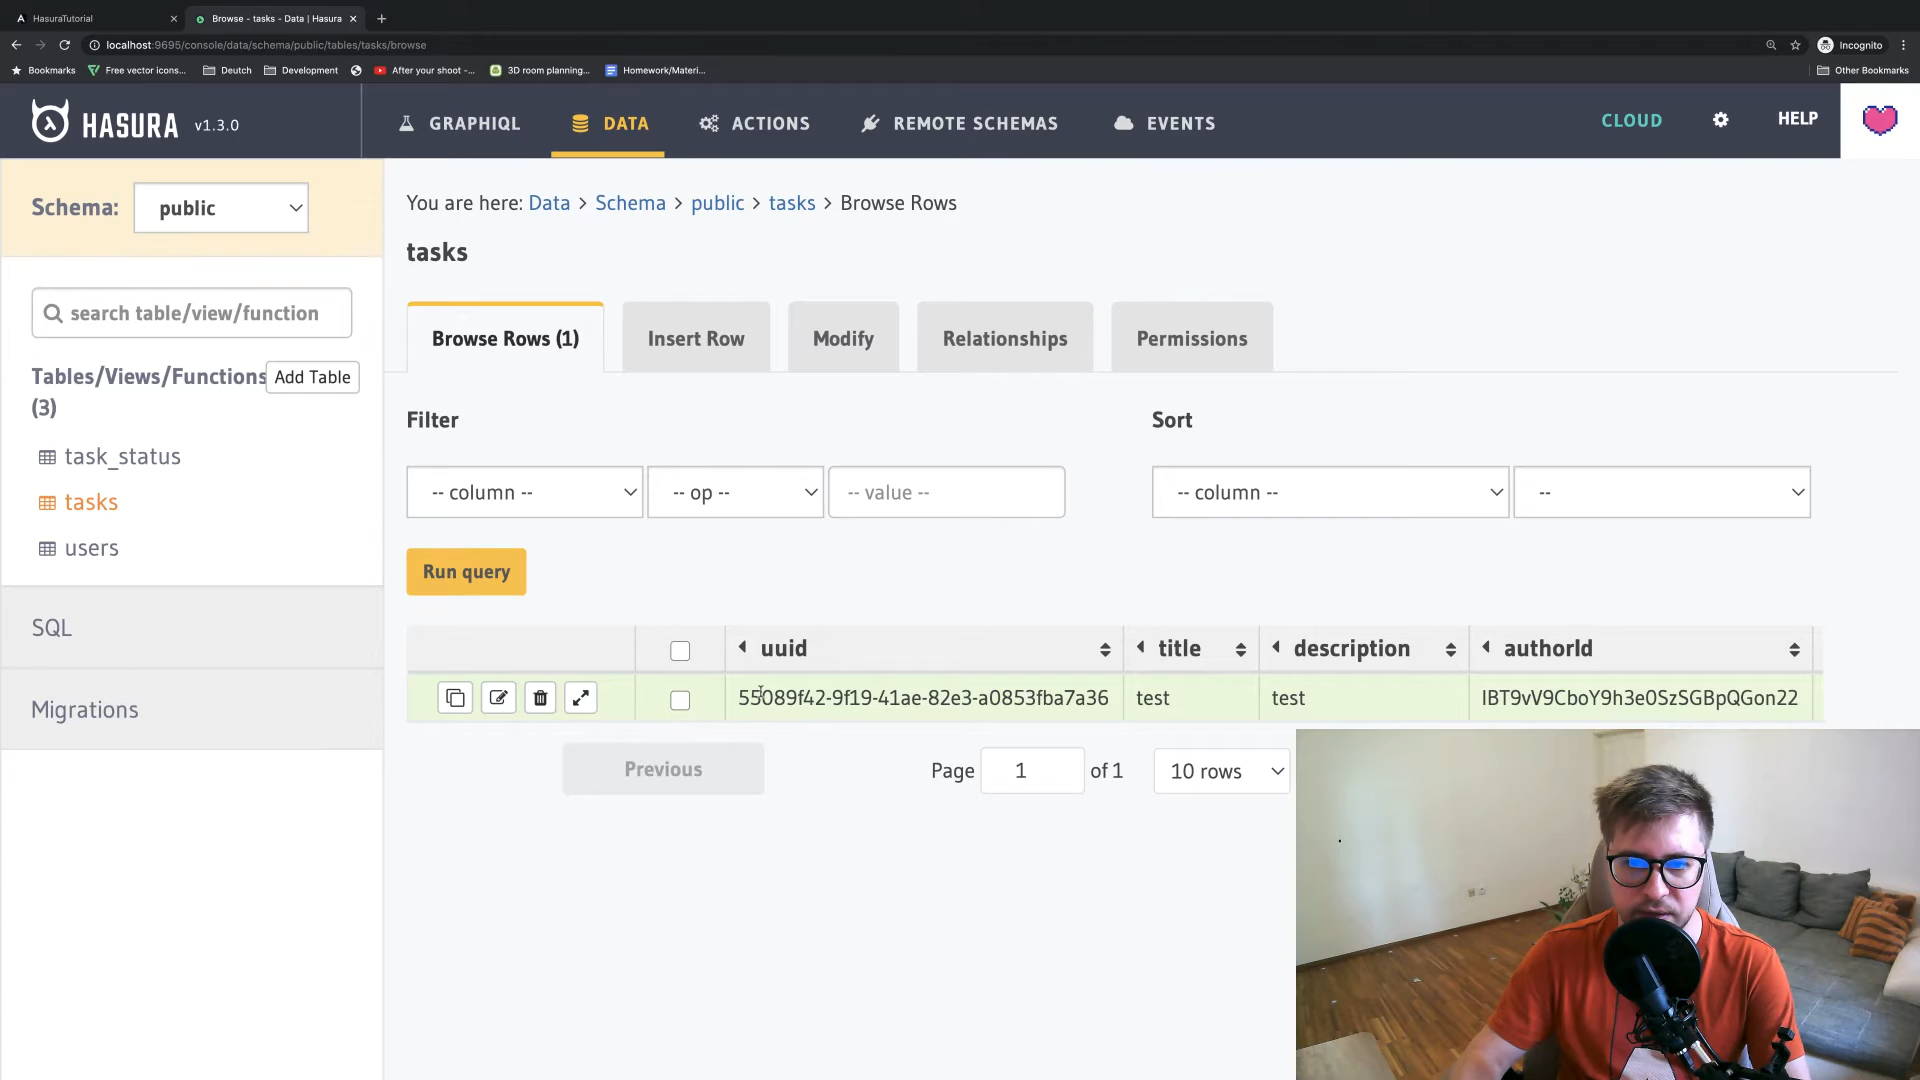 HasuraTutorial
Browse - tasks - Data | Hasura
localhost:9695/console/data/schema/public/tables/tasks/browse
Incognito
Bookmarks
Free vector icons...
Deutch
Development
After your shoot -...
3D room planning...
Homework/Materi...
Other Bookmarks
HASURA v1.3.0
GRAPHIQL
DATA
ACTIONS
REMOTE SCHEMAS
EVENTS
CLOUD
HELP
Schema: public
search table/view/function
Tables/Views/Functions
(3)
Add Table
task_status
tasks
users
SQL
Migrations
You are here: Data > Schema > public > tasks > Browse Rows
tasks
Browse Rows (1)
Insert Row
Modify
Relationships
Permissions
Filter
Sort
-- column --
-- op --
-- value --
-- column --
--
Run query
uuid title description authorId
55089f42-9f19-41ae-82e3-a0853fba7a36 test test IBT9vV9CboY9h3e0SzSGBpQGon22
Previous
Page 1 of 1
10 rows